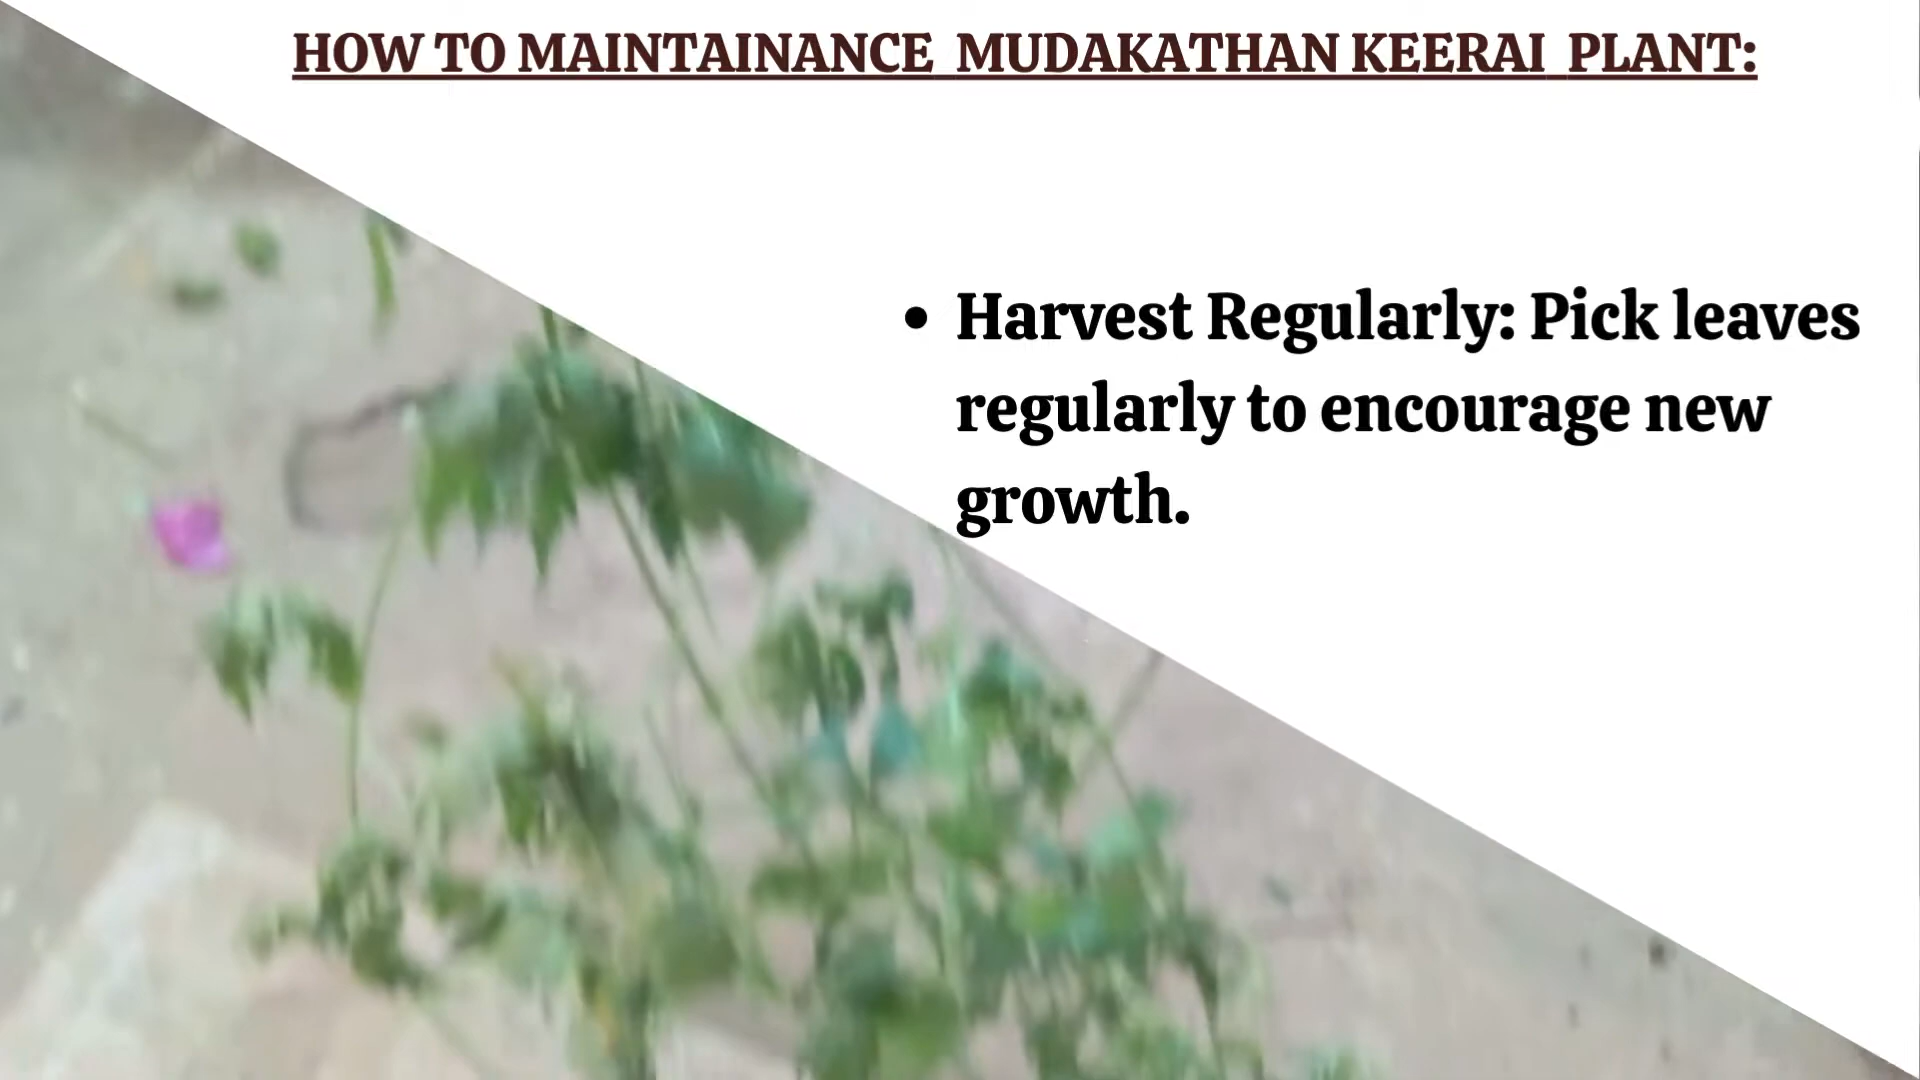 HOW TO MAINTAINANCE MUDAKATHAN KEERAI PLANT:
• Harvest Regularly: Pick leaves
regularly to encourage new
growth.